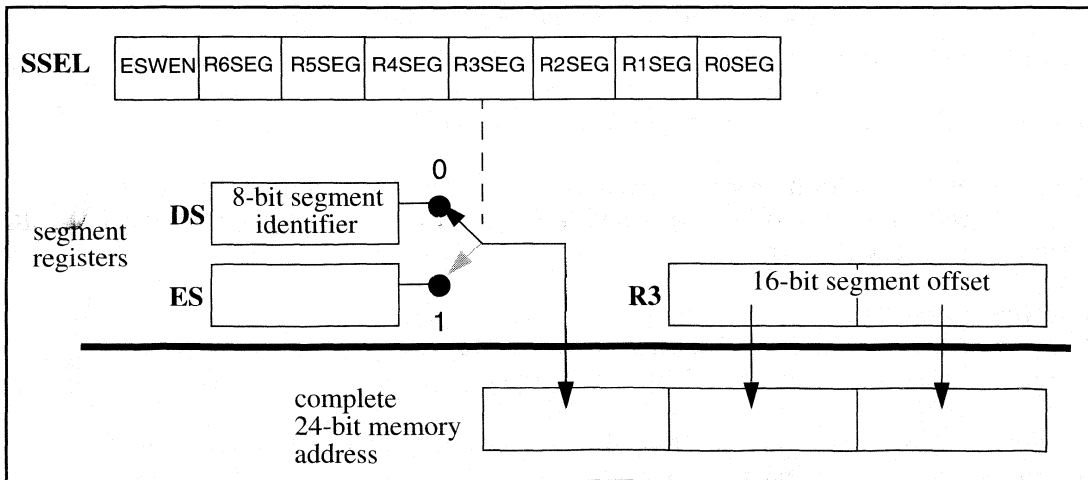 SSEL ESWEN R6SEG R5SEG R4SEG R3SEG R2SEG R1SEG R0SEG
0
DS 8-bit segment
identifier
segment
registers
ES
1
R3 16-bit segment offset
complete
24-bit memory
address